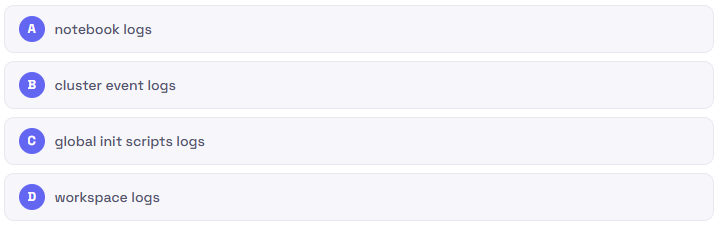 A notebook logs
B cluster event logs
C global init scripts logs
D workspace logs